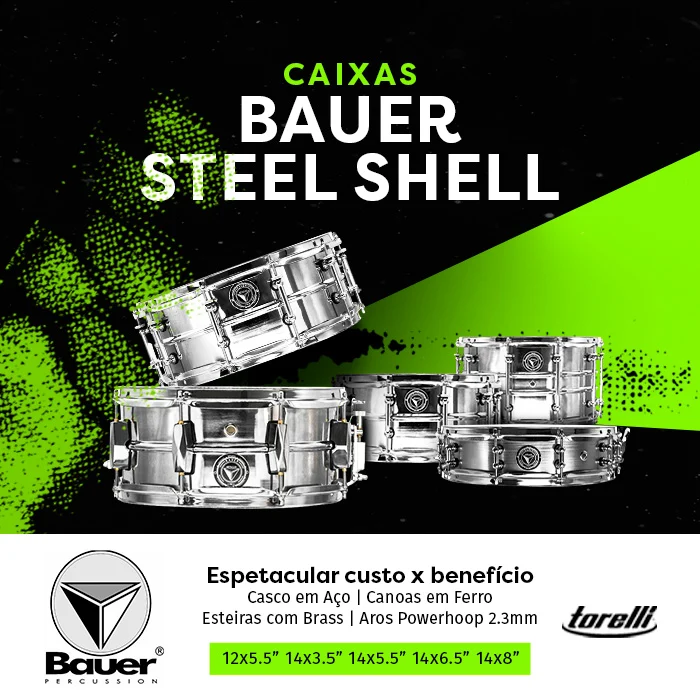 CAIXAS
BAUER
STEEL SHELL
Espetacular custo x benefício
Casco em Aço | Canoas em Ferro
Esteiras com Brass | Aros Powerhoop 2.3mm
12x5.5” 14x3.5” 14x5.5” 14x6.5” 14x8”
Bauer®
PERCUSSION
torelli